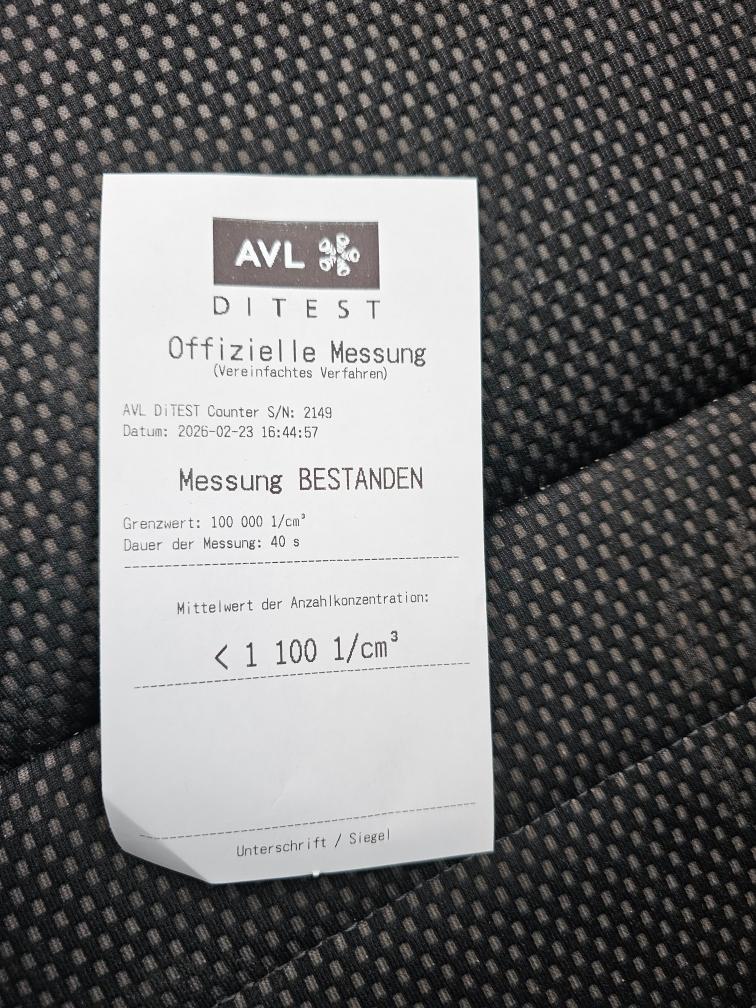 AVL
DITEST
Offizielle Messung
(Vereinfachtes Verfahren)
AVL DiTEST Counter S/N: 2149
Datum: 2026-02-23 16:44:57
Messung BESTANDEN
Grenzwert: 100 000 1/cm³
Dauer der Messung: 40 s
Mittelwert der Anzahlkonzentration:
< 1 100 1/cm³
Unterschrift / Siegel